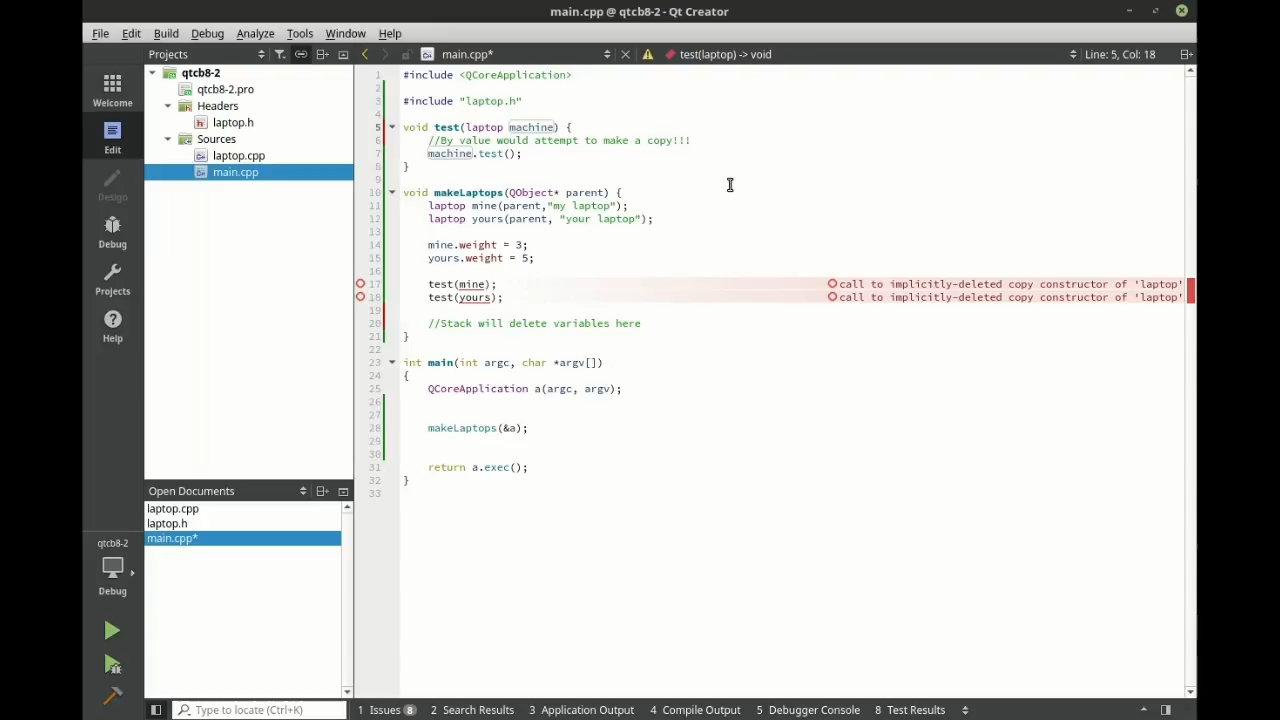 main.cpp @ qtcb8-2 - Qt Creator
File Edit Build Debug Analyze Tools Window Help
Projects main.cpp* test(laptop) -> void Line: 5, Col: 18
Welcome
Edit
Design
Debug
Projects
Help
qtcb8-2
Debug
qtcb8-2
qtcb8-2.pro
Headers
laptop.h
Sources
laptop.cpp
main.cpp
Open Documents
laptop.cpp
laptop.h
main.cpp*
1 #include <QCoreApplication>
2
3 #include "laptop.h"
4
5 void test(laptop machine) {
6 //By value would attempt to make a copy!!!
7 machine.test();
8 }
9
10 void makeLaptops(QObject* parent) {
11 laptop mine(parent,"my laptop");
12 laptop yours(parent, "your laptop");
13
14 mine.weight = 3;
15 yours.weight = 5;
16
17 test(mine); call to implicitly-deleted copy constructor of 'laptop'
18 test(yours); call to implicitly-deleted copy constructor of 'laptop'
19
20 //Stack will delete variables here
21 }
22
23 int main(int argc, char *argv[])
24 {
25 QCoreApplication a(argc, argv);
26
27
28 makeLaptops(&a);
29
30
31 return a.exec();
32 }
33
Type to locate (Ctrl+K) 1 Issues 8 2 Search Results 3 Application Output 4 Compile Output 5 Debugger Console 8 Test Results